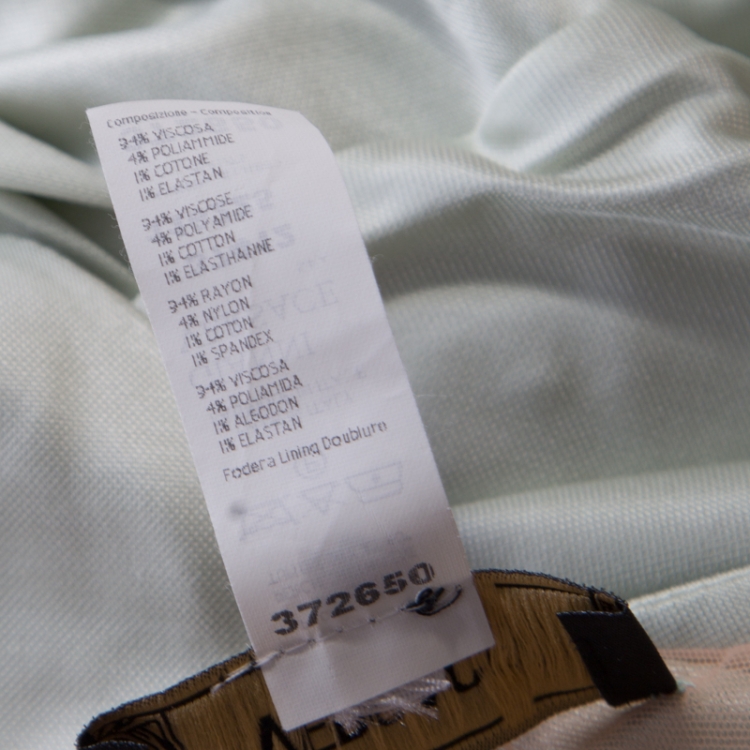 Composizione - Composition
94% VISCOSA
4% POLIAMMIDE
1% COTONE
1% ELASTAN
94% VISCOSE
4% POLYAMIDE
1% COTTON
1% ELASTHANNE
94% RAYON
4% NYLON
1% COTON
1% SPANDEX
94% VISCOSA
4% POLIAMIDA
1% ALGODON
1% ELASTAN
Fodera Lining Doublure
372650